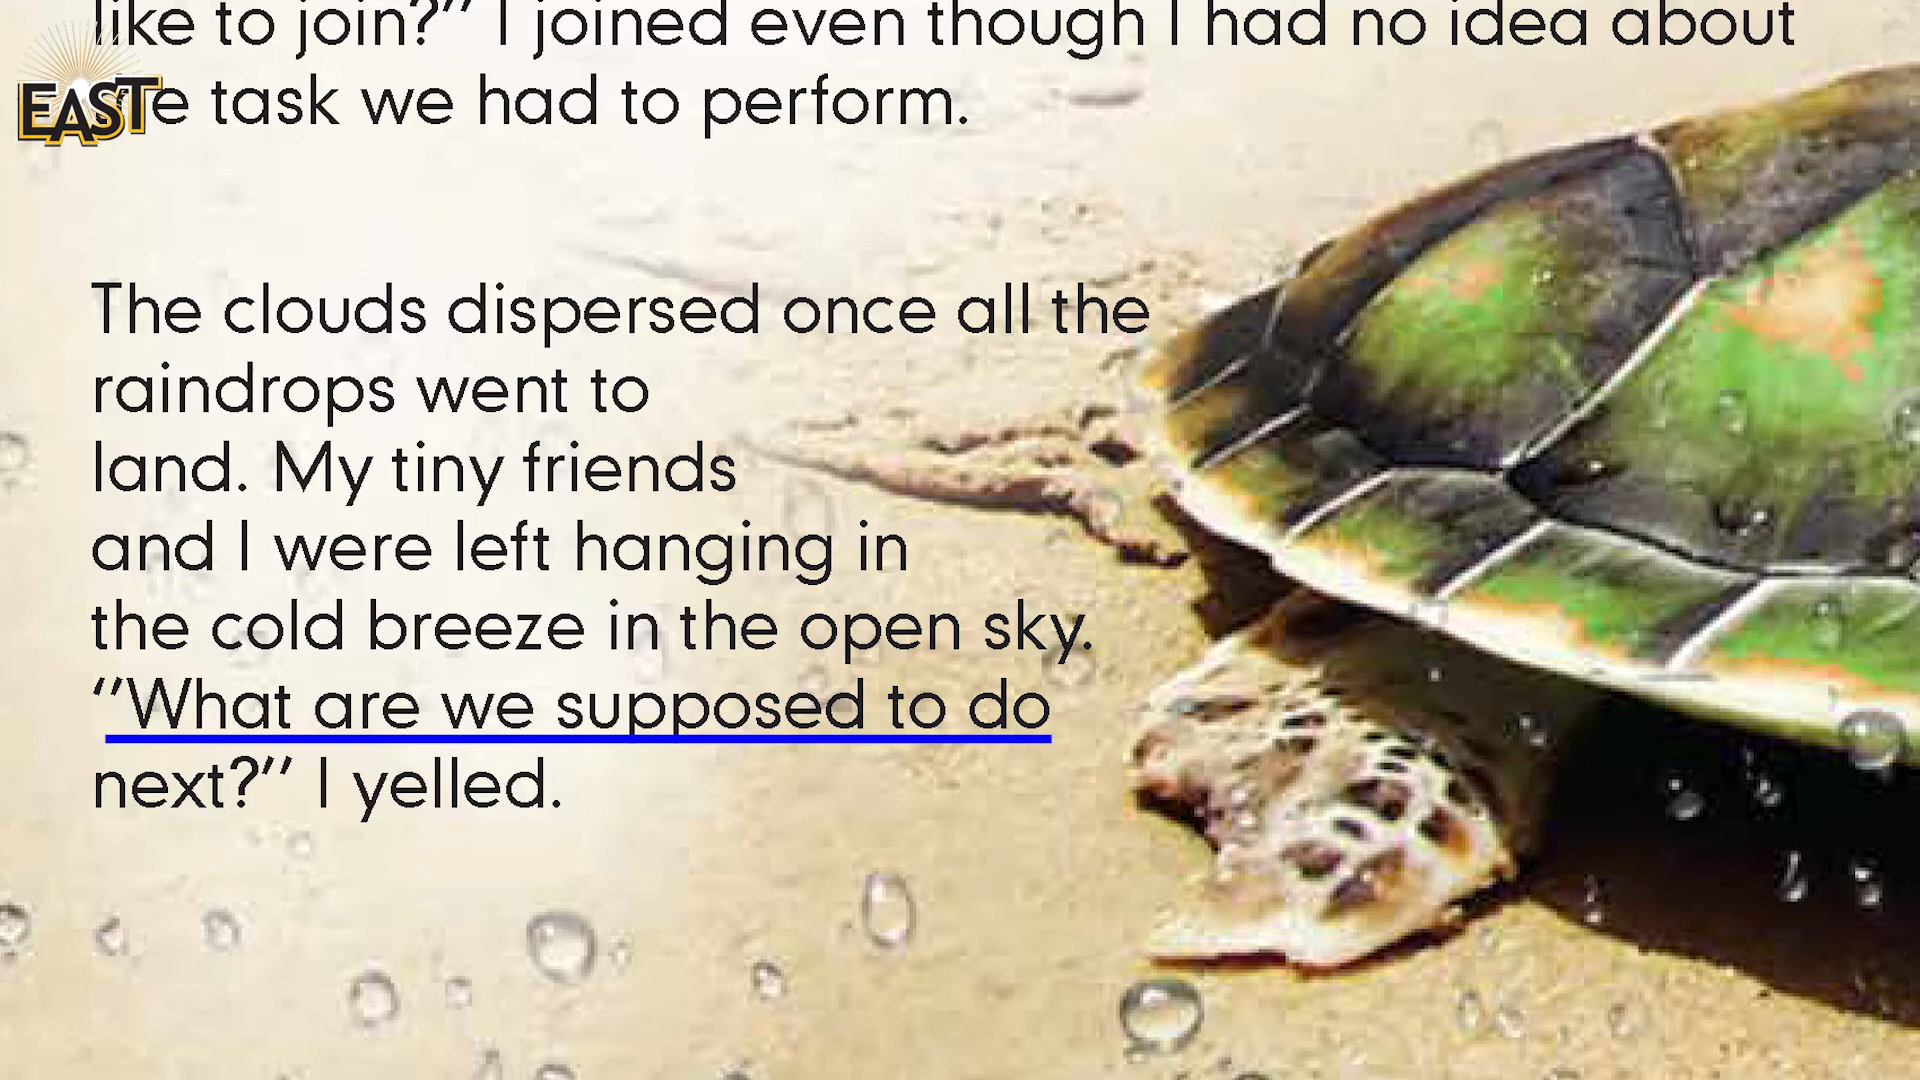 like to join?” I joined even though I had no idea about
EAST
e task we had to perform.
The clouds dispersed once all the
raindrops went to
land. My tiny friends
and I were left hanging in
the cold breeze in the open sky.
“What are we supposed to do
next?” I yelled.